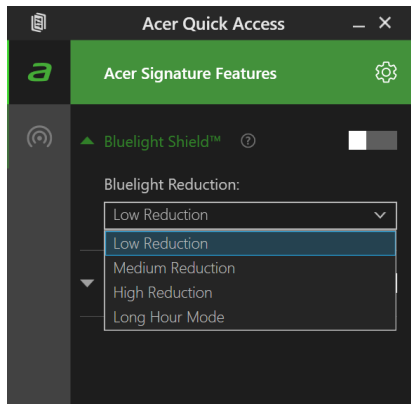 Acer Quick Access
a
Acer Signature Features
Bluelight Shield™ ?
Bluelight Reduction:
Low Reduction
Low Reduction
Medium Reduction
High Reduction
Long Hour Mode